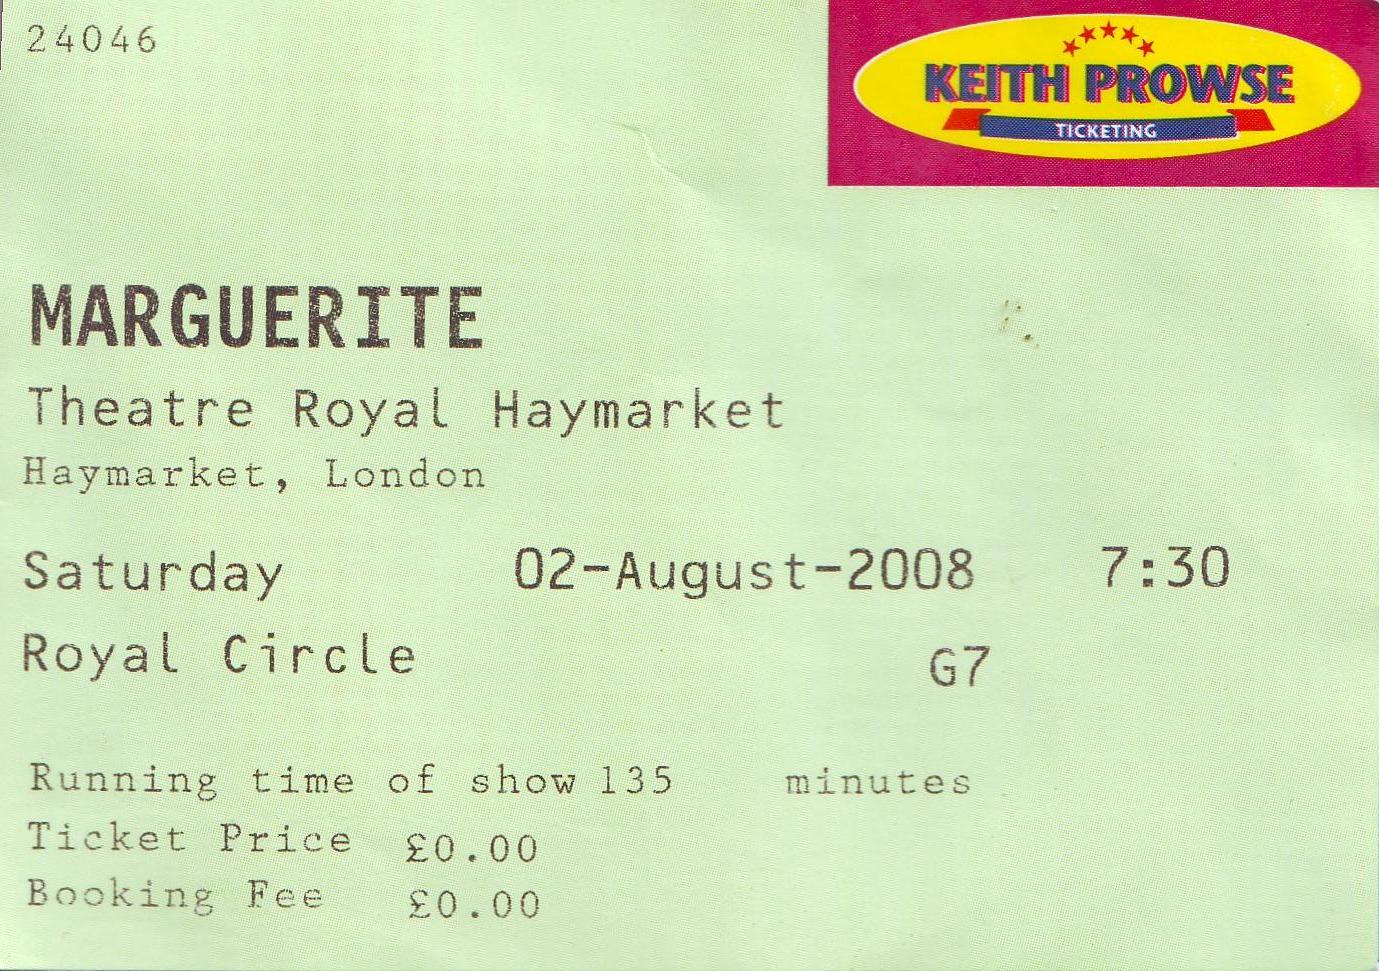 24046
KEITH PROWSE
TICKETING
MARGUERITE
Theatre Royal Haymarket
Haymarket, London
Saturday 02-August-2008 7:30
Royal Circle G7
Running time of show 135 minutes
Ticket Price £0.00
Booking Fee £0.00